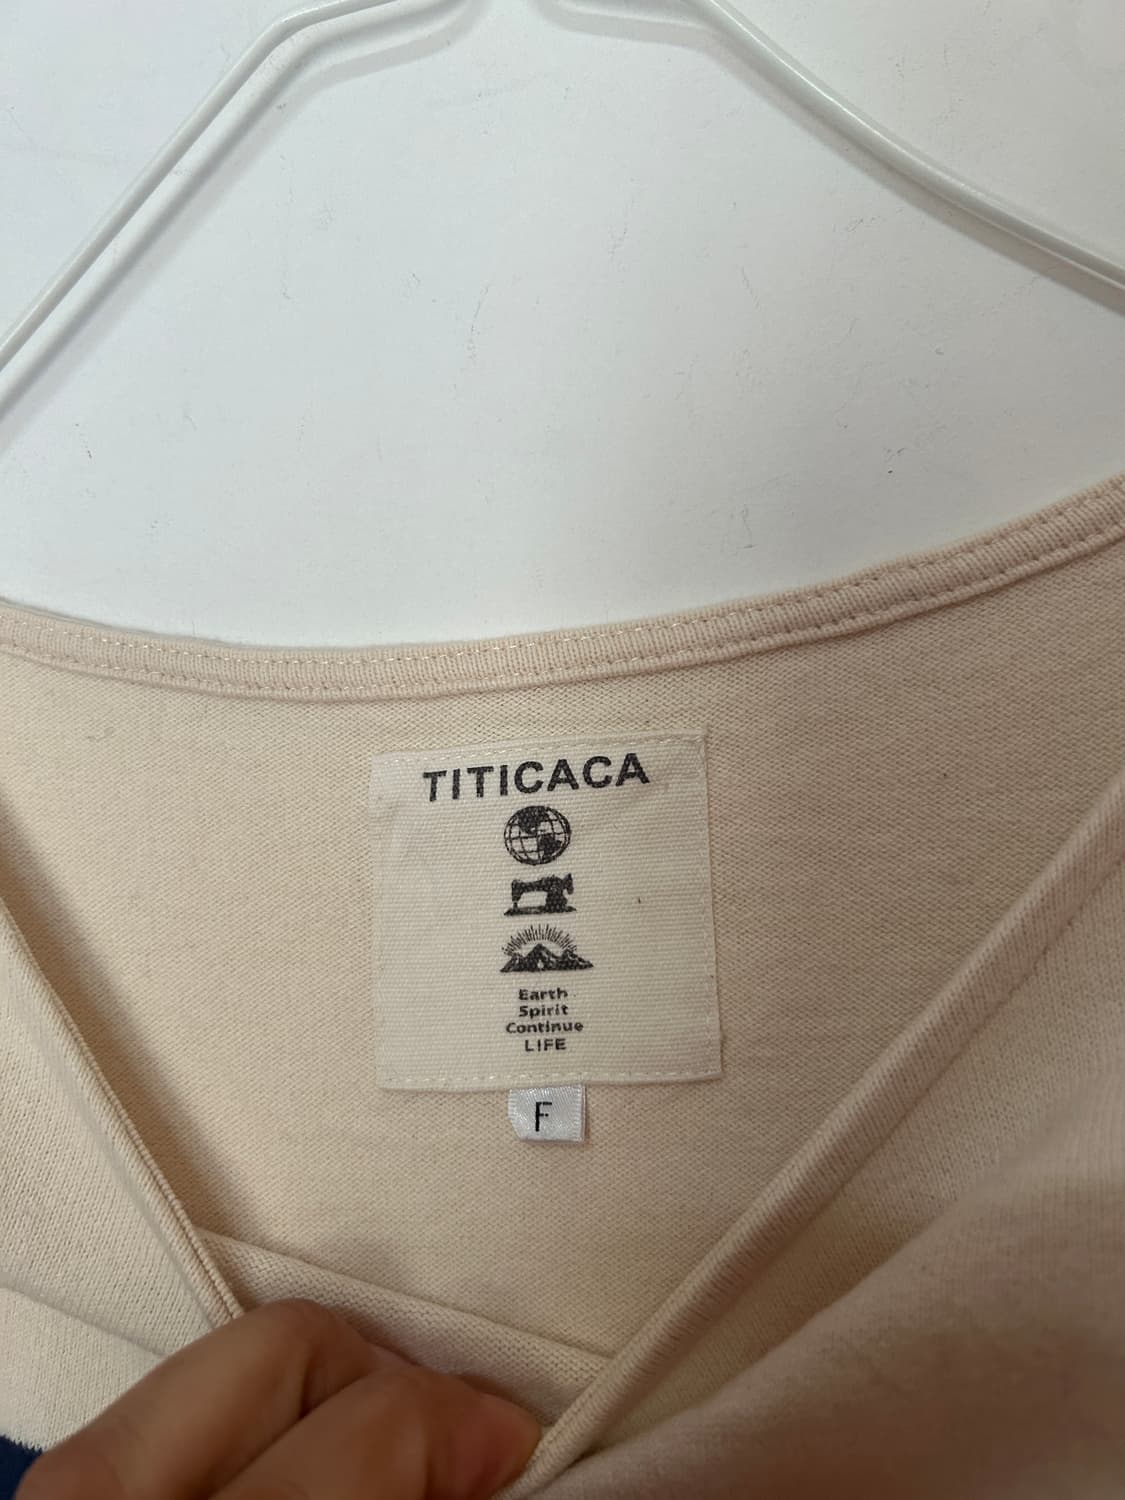 TITICACA
Earth
Spirit
Continue
LIFE
F